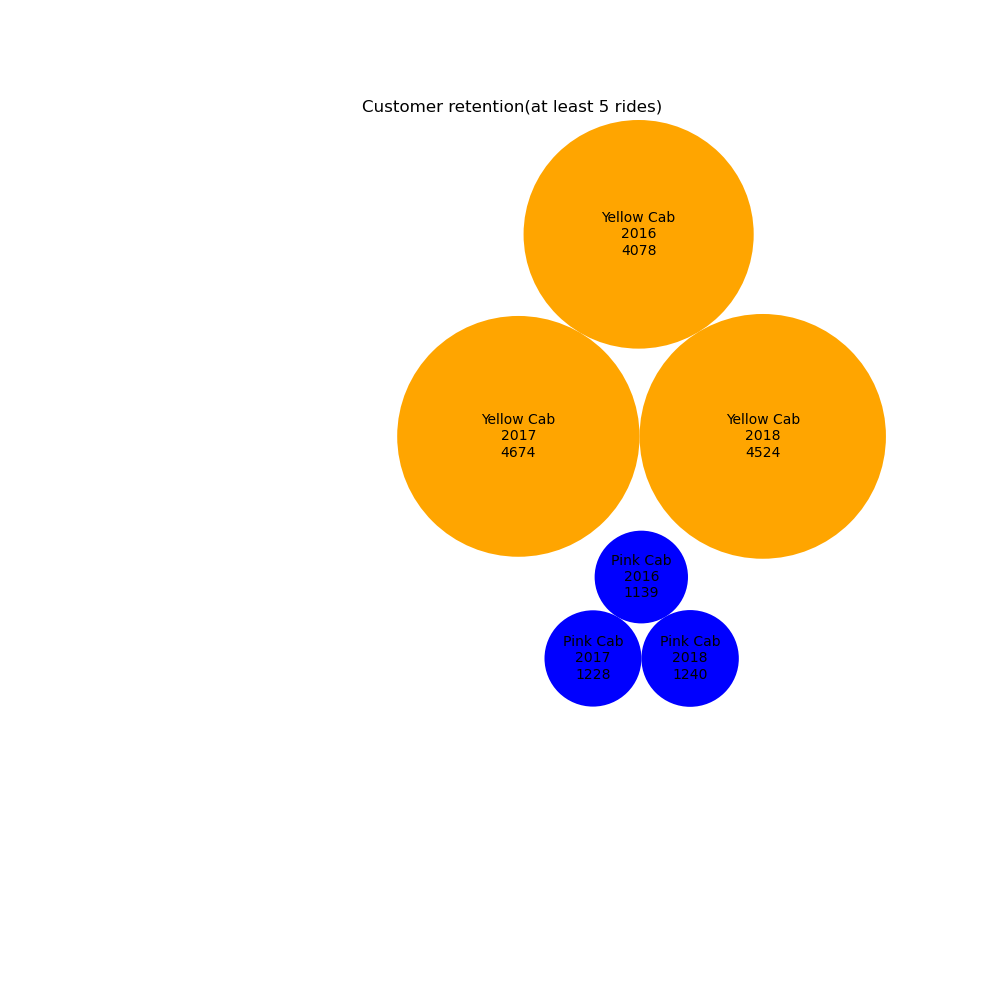 Customer retention(at least 5 rides)
Yellow Cab
2016
4078
Yellow Cab
2017
4674
Yellow Cab
2018
4524
Pink Cab
2016
1139
Pink Cab
2017
1228
Pink Cab
2018
1240